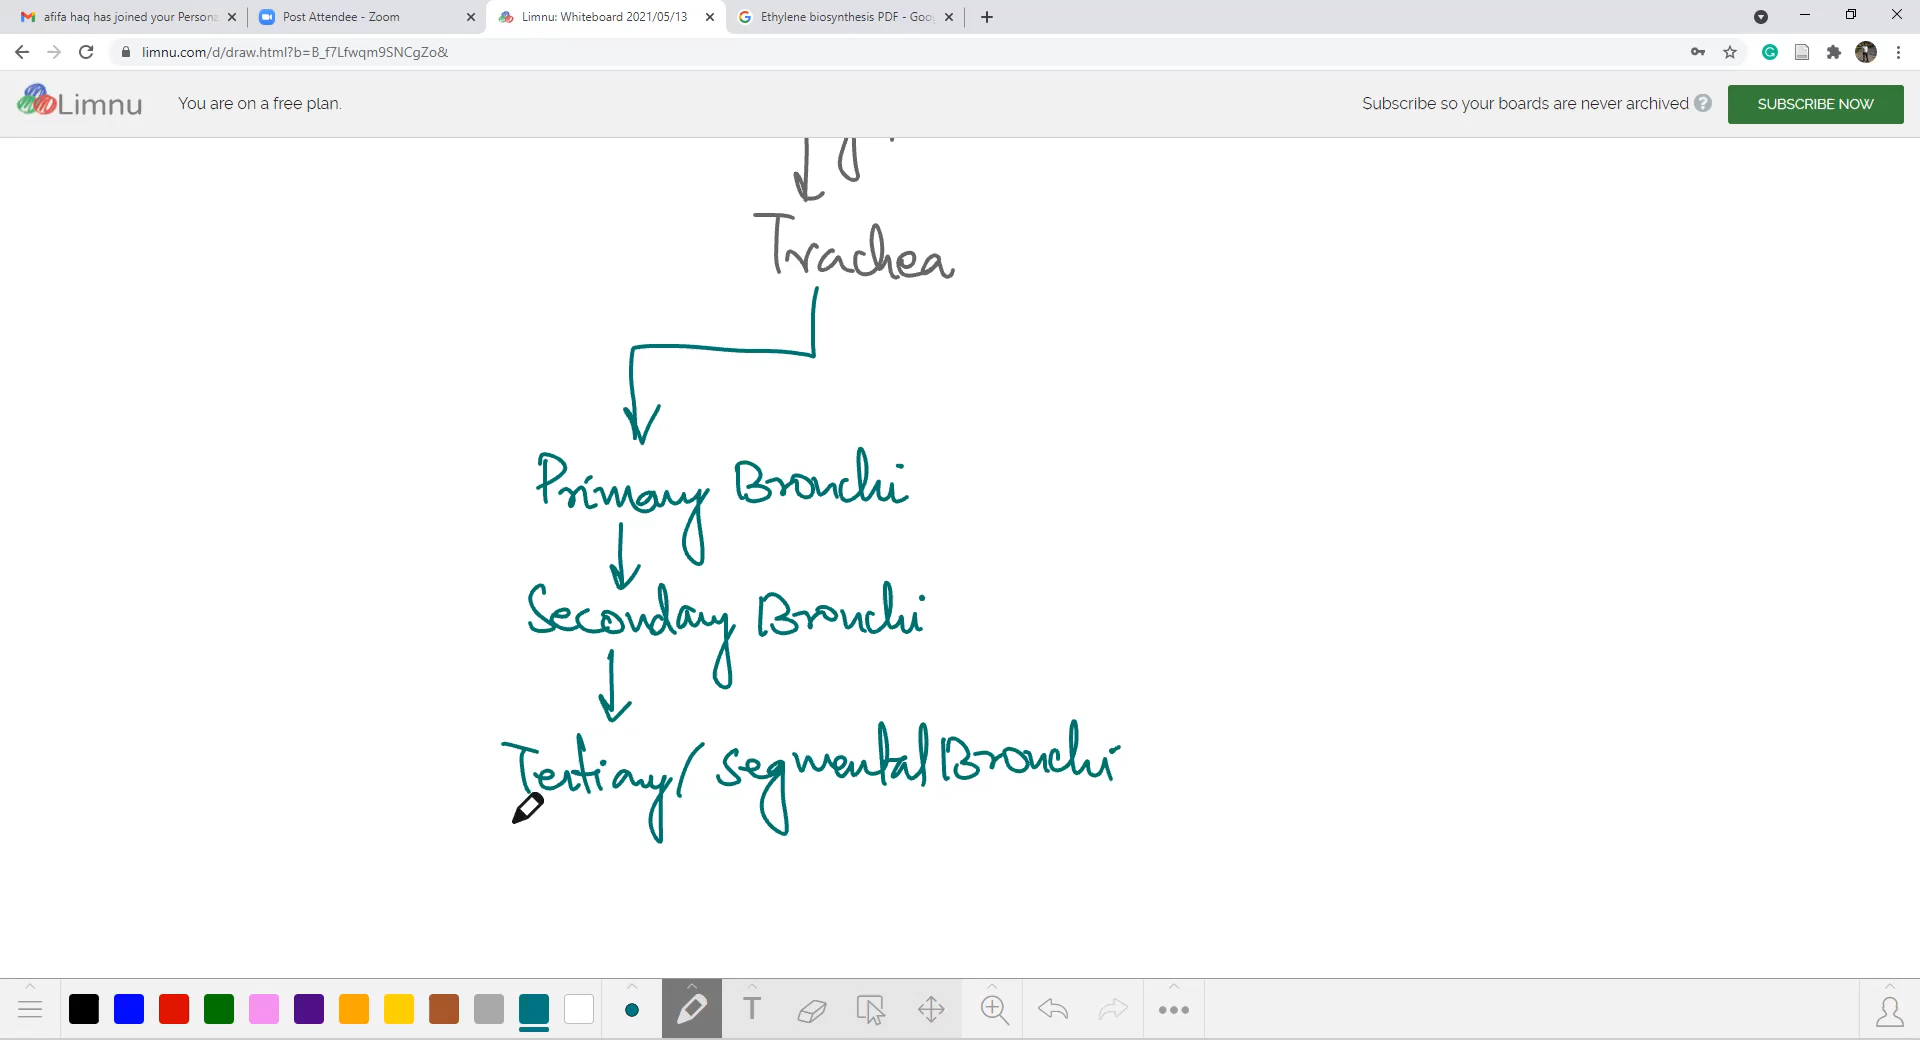 afifa haq has joined your Persona
Post Attendee - Zoom
Limnu: Whiteboard 2021/05/13
Ethylene biosynthesis PDF - Goo
limnu.com/d/draw.html?b=B_f7Lfwqm9SNCgZo&
Limnu
You are on a free plan.
Subscribe so your boards are never archived ?
SUBSCRIBE NOW
Trachea
Primary Bronchi
Secondary Bronchi
Tertiary/ Segmental Bronchi
T